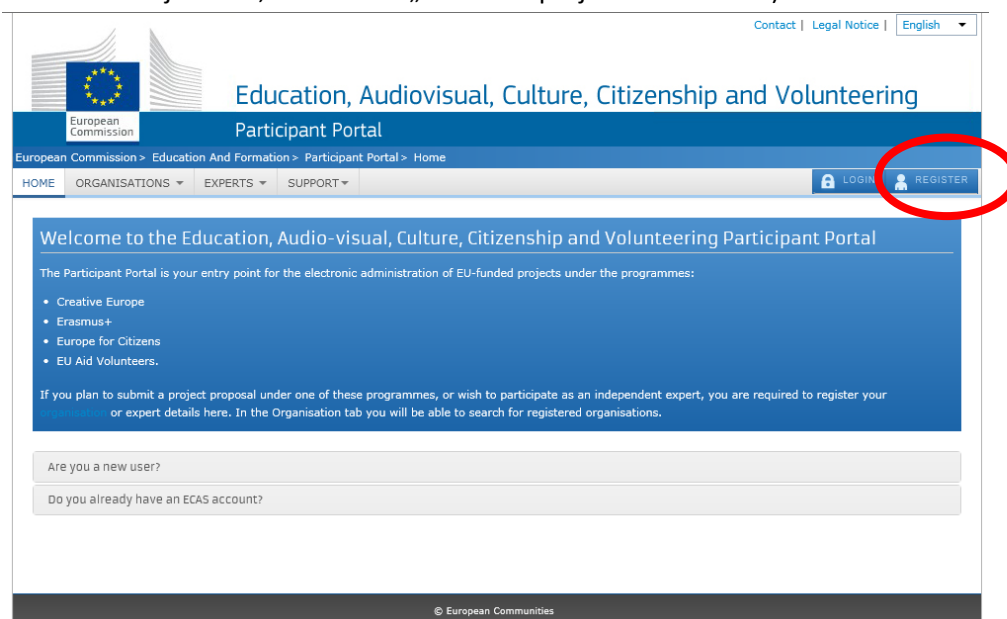 Contact | Legal Notice | English
Education, Audiovisual, Culture, Citizenship and Volunteering
European
Commission
Participant Portal
European Commission > Education And Formation > Participant Portal > Home
HOME ORGANISATIONS EXPERTS SUPPORT LOGIN REGISTER
Welcome to the Education, Audio-visual, Culture, Citizenship and Volunteering Participant Portal
The Participant Portal is your entry point for the electronic administration of EU-funded projects under the programmes:
• Creative Europe
• Erasmus+
• Europe for Citizens
• EU Aid Volunteers.
If you plan to submit a project proposal under one of these programmes, or wish to participate as an independent expert, you are required to register your
organisation or expert details here. In the Organisation tab you will be able to search for registered organisations.
Are you a new user?
Do you already have an ECAS account?
© European Communities